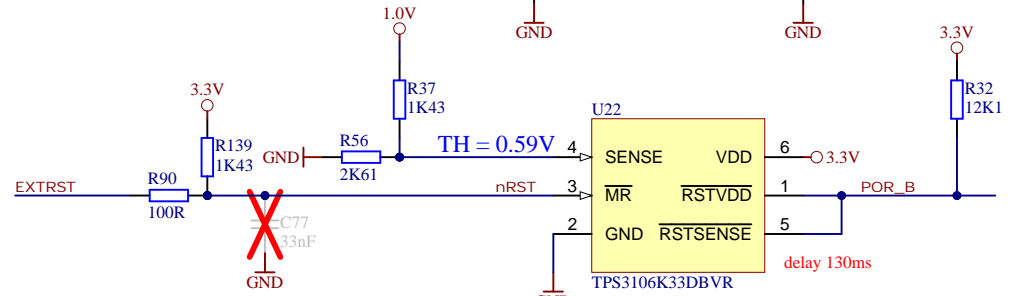 GND
GND
1.0V
3.3V
3.3V
R37
1K43
R32
12K1
U22
R139
1K43
R56
2K61
GND
TH = 0.59V
4
SENSE
VDD
6
3.3V
EXTRST
R90
100R
nRST
3
MR
RSTVDD
1
POR_B
C77
33nF
GND
2
GND
RSTSENSE
5
delay 130ms
TPS3106K33DBVR